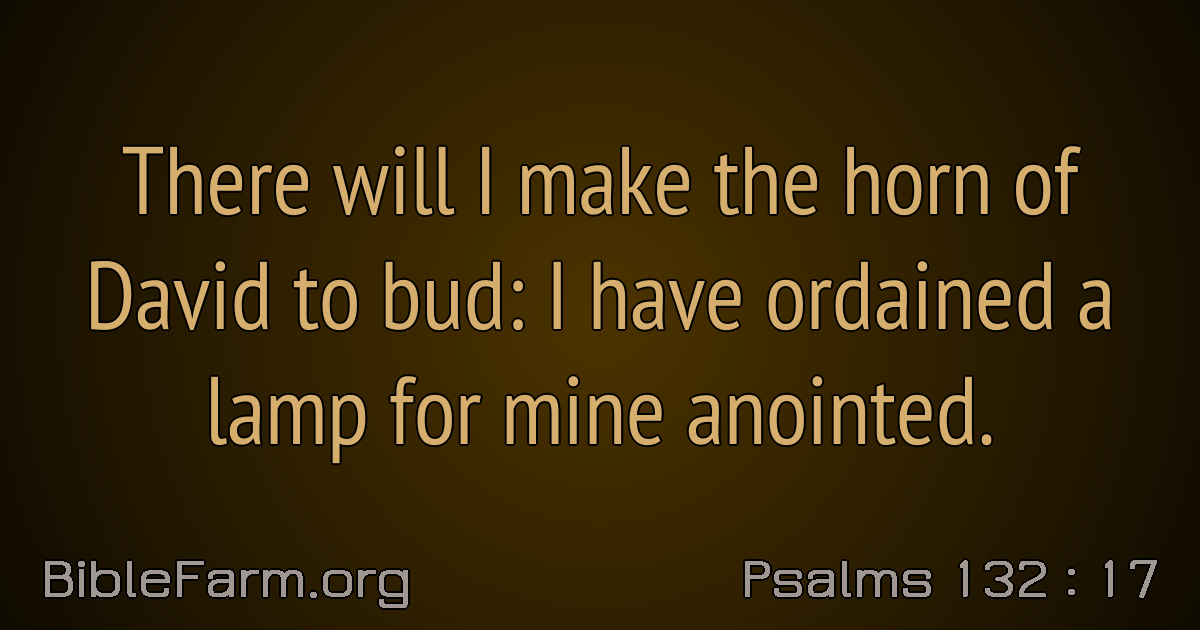 There will I make the horn of
David to bud: I have ordained a
lamp for mine anointed.
BibleFarm.org
Psalms 132 : 17